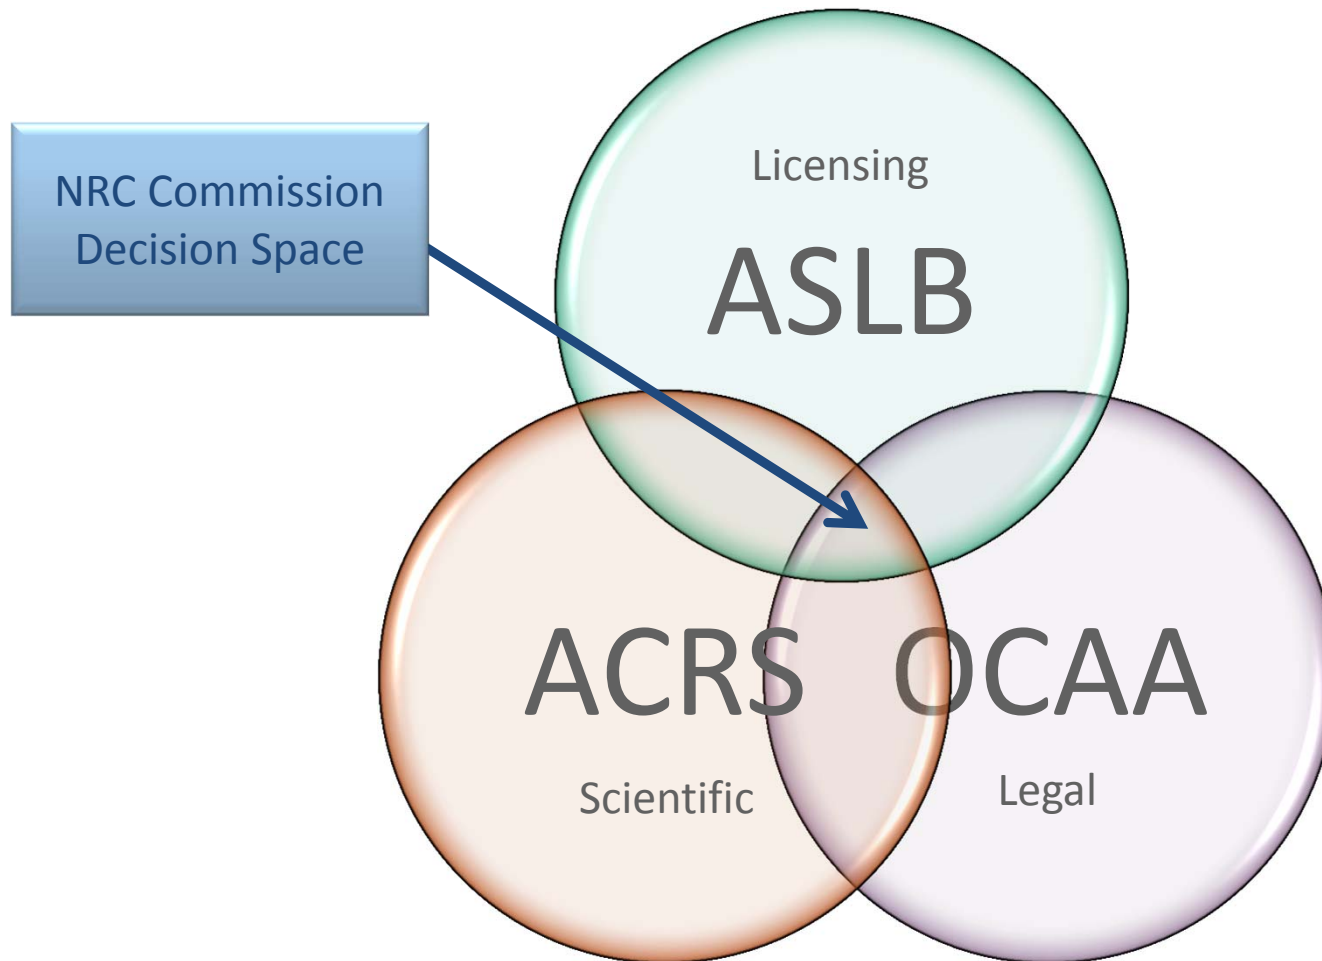 NRC Commission
Decision Space
Licensing
ASLB
ACRS
Scientific
OCAA
Legal